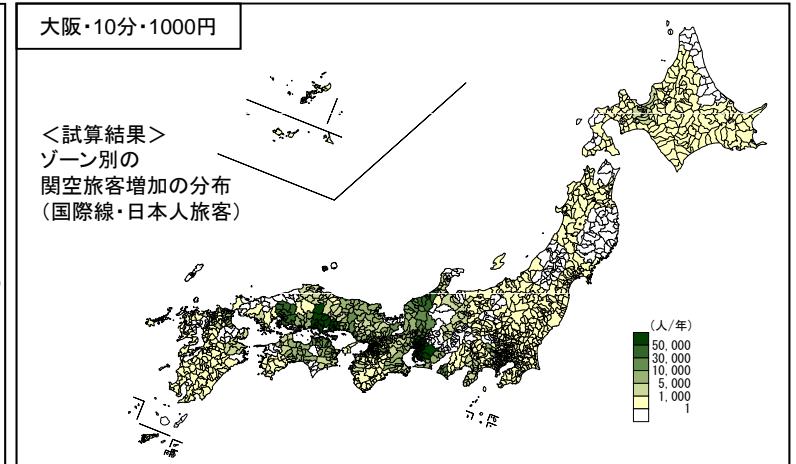 大阪・10分・1000円
＜試算結果＞
ゾーン別の
関空旅客増加の分布
（国際線・日本人旅客）
（人/年）
50,000
30,000
10,000
5,000
1,000
1